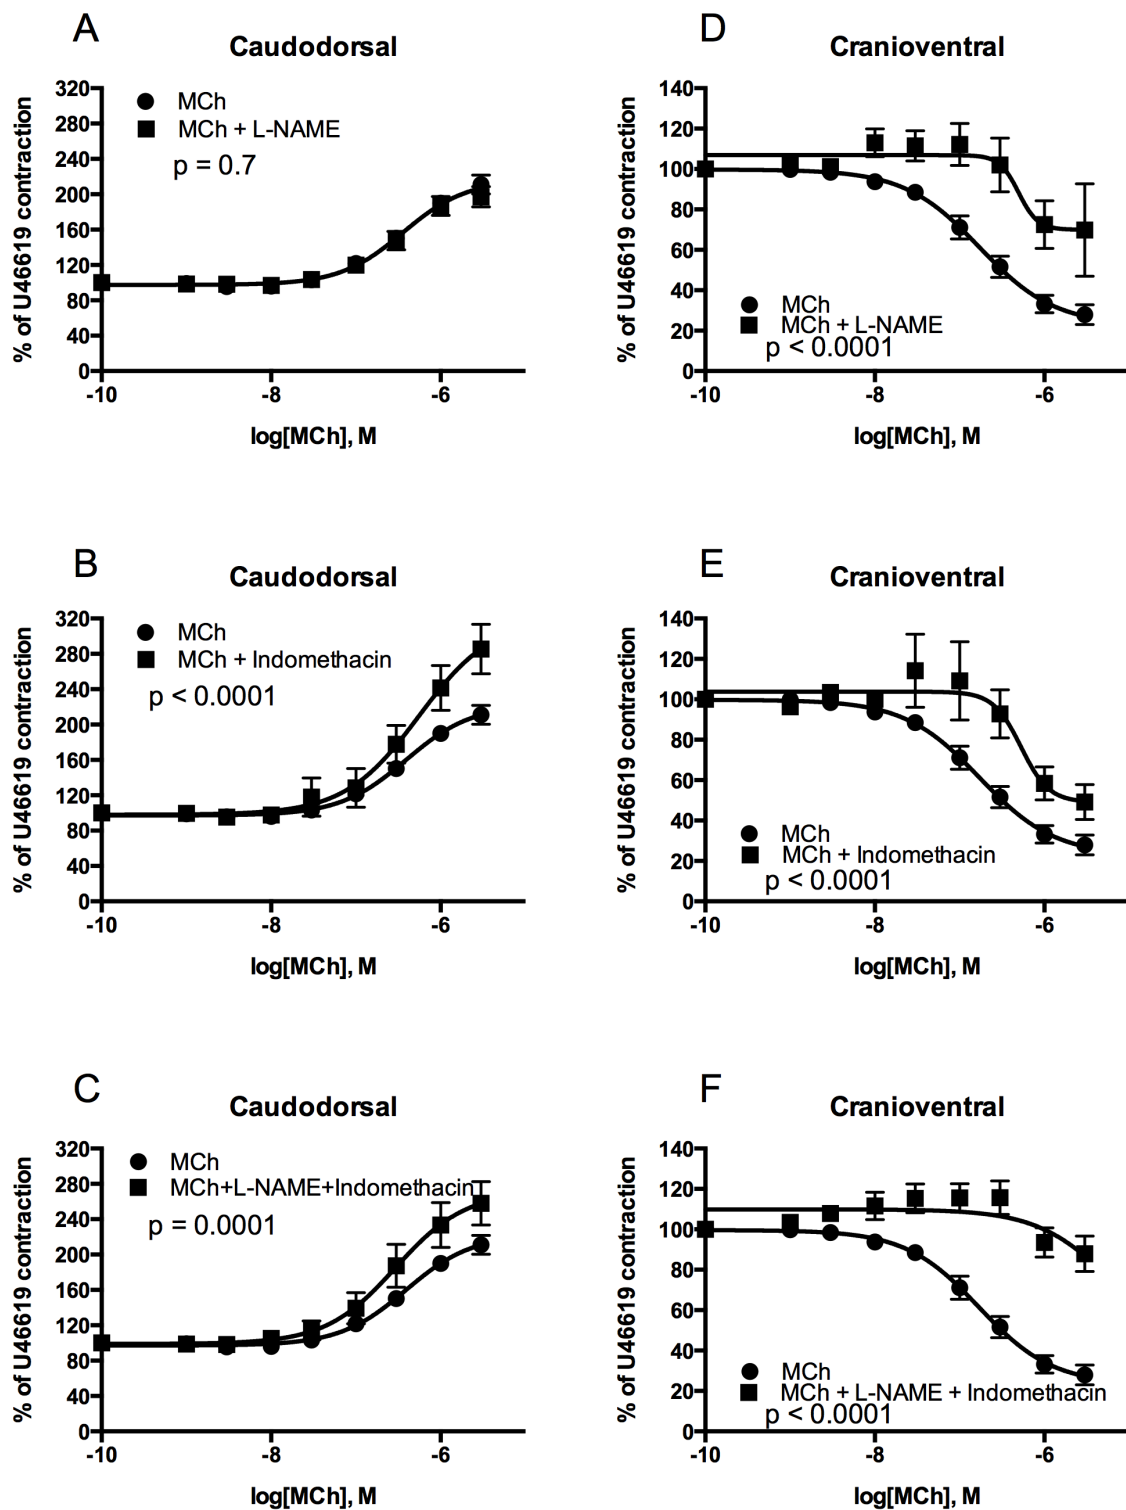 A
Caudodorsal
% of U46619 contraction
320
280
240
200
160
120
80
40
0
MCh
MCh + L-NAME
p = 0.7
-10
-8
-6
log[MCh], M
D
Cranioventral
% of U46619 contraction
140
120
100
80
60
40
20
0
MCh
MCh + L-NAME
p < 0.0001
-10
-8
-6
log[MCh], M
B
Caudodorsal
% of U46619 contraction
320
280
240
200
160
120
80
40
0
MCh
MCh + Indomethacin
p < 0.0001
-10
-8
-6
log[MCh], M
E
Cranioventral
% of U46619 contraction
140
120
100
80
60
40
20
0
MCh
MCh + Indomethacin
p < 0.0001
-10
-8
-6
log[MCh], M
C
Caudodorsal
% of U46619 contraction
320
280
240
200
160
120
80
40
0
MCh
MCh+L-NAME+Indomethacin
p = 0.0001
-10
-8
-6
log[MCh], M
F
Cranioventral
% of U46619 contraction
140
120
100
80
60
40
20
0
MCh
MCh + L-NAME + Indomethacin
p < 0.0001
-10
-8
-6
log[MCh], M